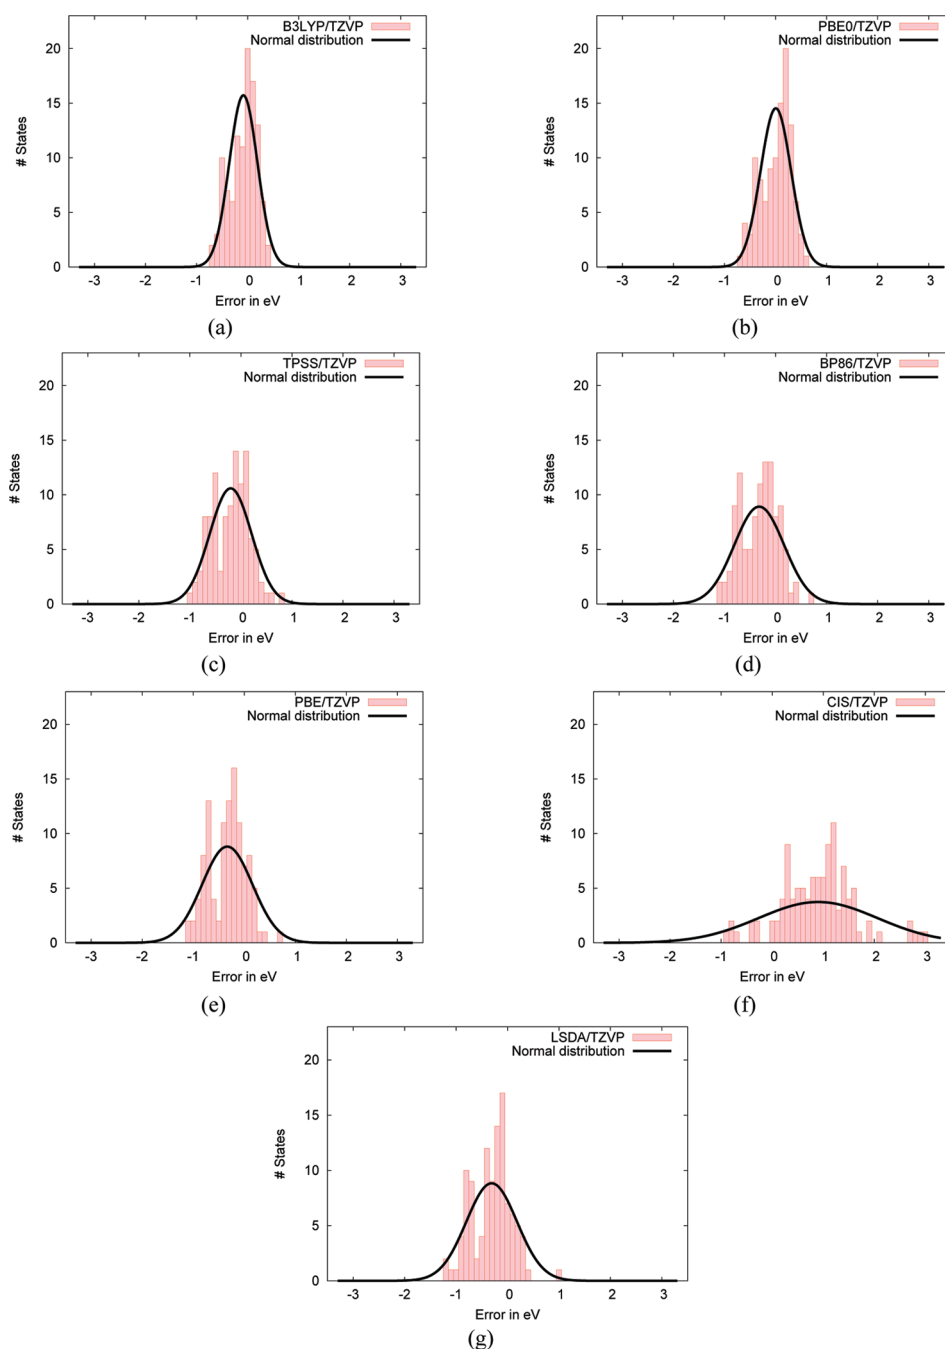 B3LYP/TZVP
Normal distribution
20
15
10
5
0
# States
-3 -2 -1 0 1 2 3
Error in eV
(a)
PBE0/TZVP
Normal distribution
20
15
10
5
0
# States
-3 -2 -1 0 1 2 3
Error in eV
(b)
TPSS/TZVP
Normal distribution
20
15
10
5
0
# States
-3 -2 -1 0 1 2 3
Error in eV
(c)
BP86/TZVP
Normal distribution
20
15
10
5
0
# States
-3 -2 -1 0 1 2 3
Error in eV
(d)
PBE/TZVP
Normal distribution
20
15
10
5
0
# States
-3 -2 -1 0 1 2 3
Error in eV
(e)
CIS/TZVP
Normal distribution
20
15
10
5
0
# States
-3 -2 -1 0 1 2 3
Error in eV
(f)
LSDA/TZVP
Normal distribution
20
15
10
5
0
# States
-3 -2 -1 0 1 2 3
Error in eV
(g)